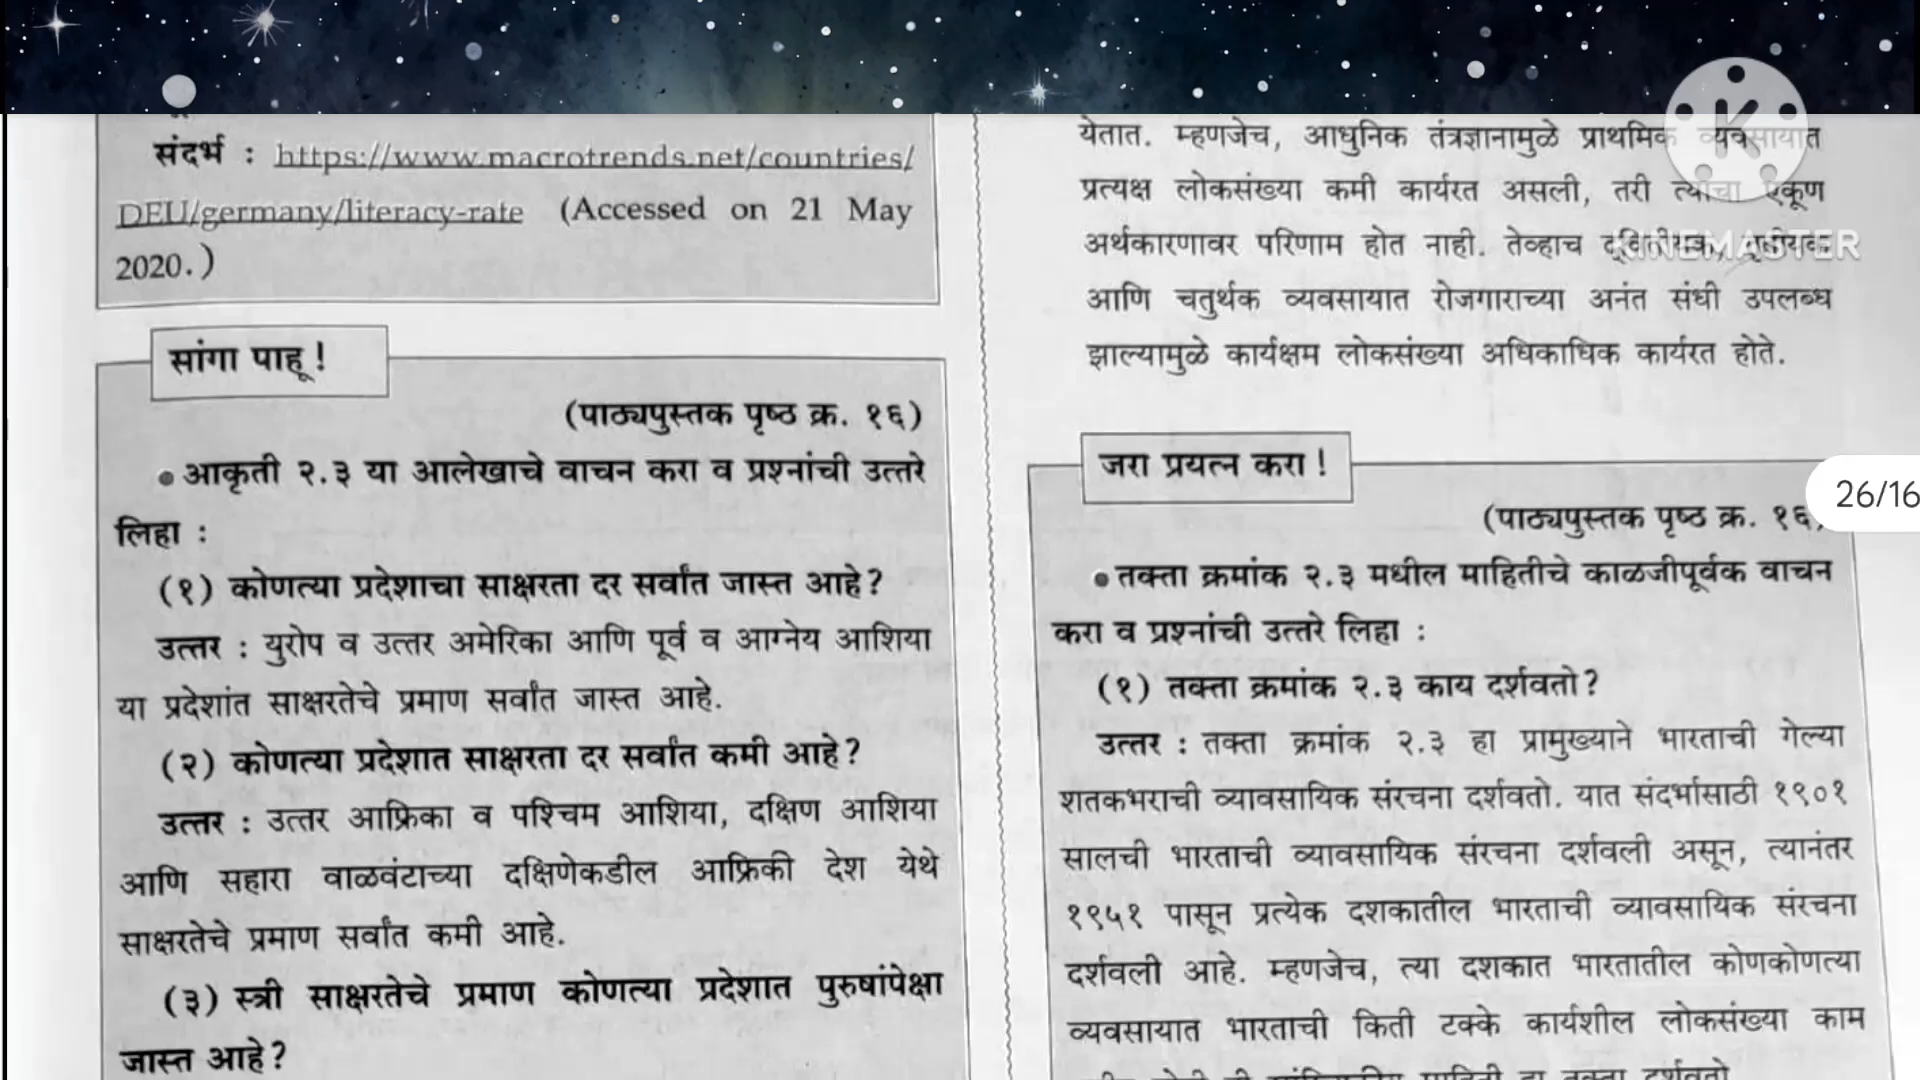 संदर्भ : https://www.macrotrends.net/countries/
DEU/germany/literacy-rate (Accessed on 21 May
2020.)
सांगा पाहू!
(पाठ्यपुस्तक पृष्ठ क्र. १६)
• आकृती २.३ या आलेखाचे वाचन करा व प्रश्नांची उत्तरे
लिहा :
(१) कोणत्या प्रदेशाचा साक्षरता दर सर्वांत जास्त आहे?
उत्तर : युरोप व उत्तर अमेरिका आणि पूर्व व आग्नेय आशिया
या प्रदेशांत साक्षरतेचे प्रमाण सर्वांत जास्त आहे.
(२) कोणत्या प्रदेशात साक्षरता दर सर्वांत कमी आहे?
उत्तर : उत्तर आफ्रिका व पश्चिम आशिया, दक्षिण आशिया
आणि सहारा वाळवंटाच्या दक्षिणेकडील आफ्रिकी देश येथे
साक्षरतेचे प्रमाण सर्वांत कमी आहे.
(३) स्त्री साक्षरतेचे प्रमाण कोणत्या प्रदेशात पुरुषांपेक्षा
जास्त आहे?
येतात. म्हणजेच, आधुनिक तंत्रज्ञानामुळे प्राथमिक व्यवसायात
प्रत्यक्ष लोकसंख्या कमी कार्यरत असली, तरी त्यांचा एकूण
अर्थकारणावर परिणाम होत नाही. तेव्हाच
आणि चतुर्थक व्यवसायात रोजगाराच्या अनंत संधी उपलब्ध
झाल्यामुळे कार्यक्षम लोकसंख्या अधिकाधिक कार्यरत होते.
KINEMASTER
जरा प्रयत्न करा!
26/16
(पाठ्यपुस्तक पृष्ठ क्र. १६)
• तक्ता क्रमांक २.३ मधील माहितीचे काळजीपूर्वक वाचन
करा व प्रश्नांची उत्तरे लिहा :
(१) तक्ता क्रमांक २.३ काय दर्शवतो?
उत्तर : तक्ता क्रमांक २.३ हा प्रामुख्याने भारताची गेल्या
शतकभराची व्यावसायिक संरचना दर्शवतो. यात संदर्भासाठी १९०१
सालची भारताची व्यावसायिक संरचना दर्शवली असून, त्यानंतर
१९५१ पासून प्रत्येक दशकातील भारताची व्यावसायिक संरचना
दर्शवली आहे. म्हणजेच, त्या दशकात भारतातील कोणकोणत्या
व्यवसायात भारताची किती टक्के कार्यशील लोकसंख्या काम